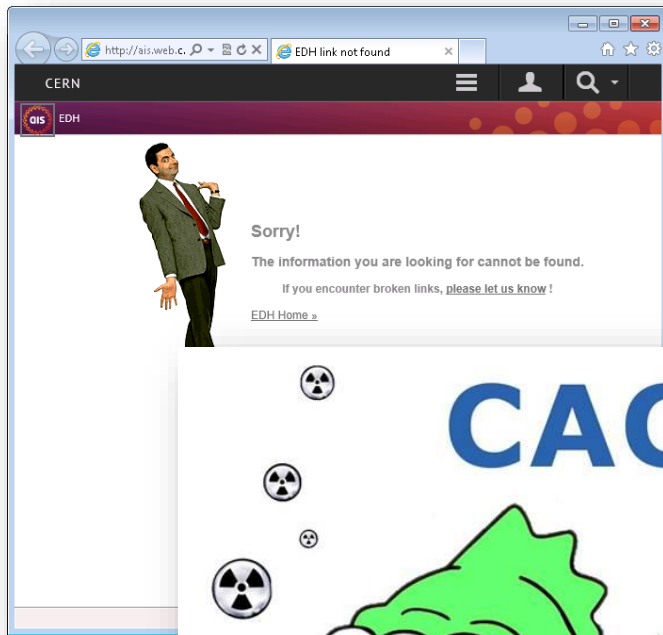 http://ais.web.c.
EDH link not found
CERN
ais
EDH
Sorry!
The information you are looking for cannot be found.
If you encounter broken links, please let us know !
EDH Home »
CAC